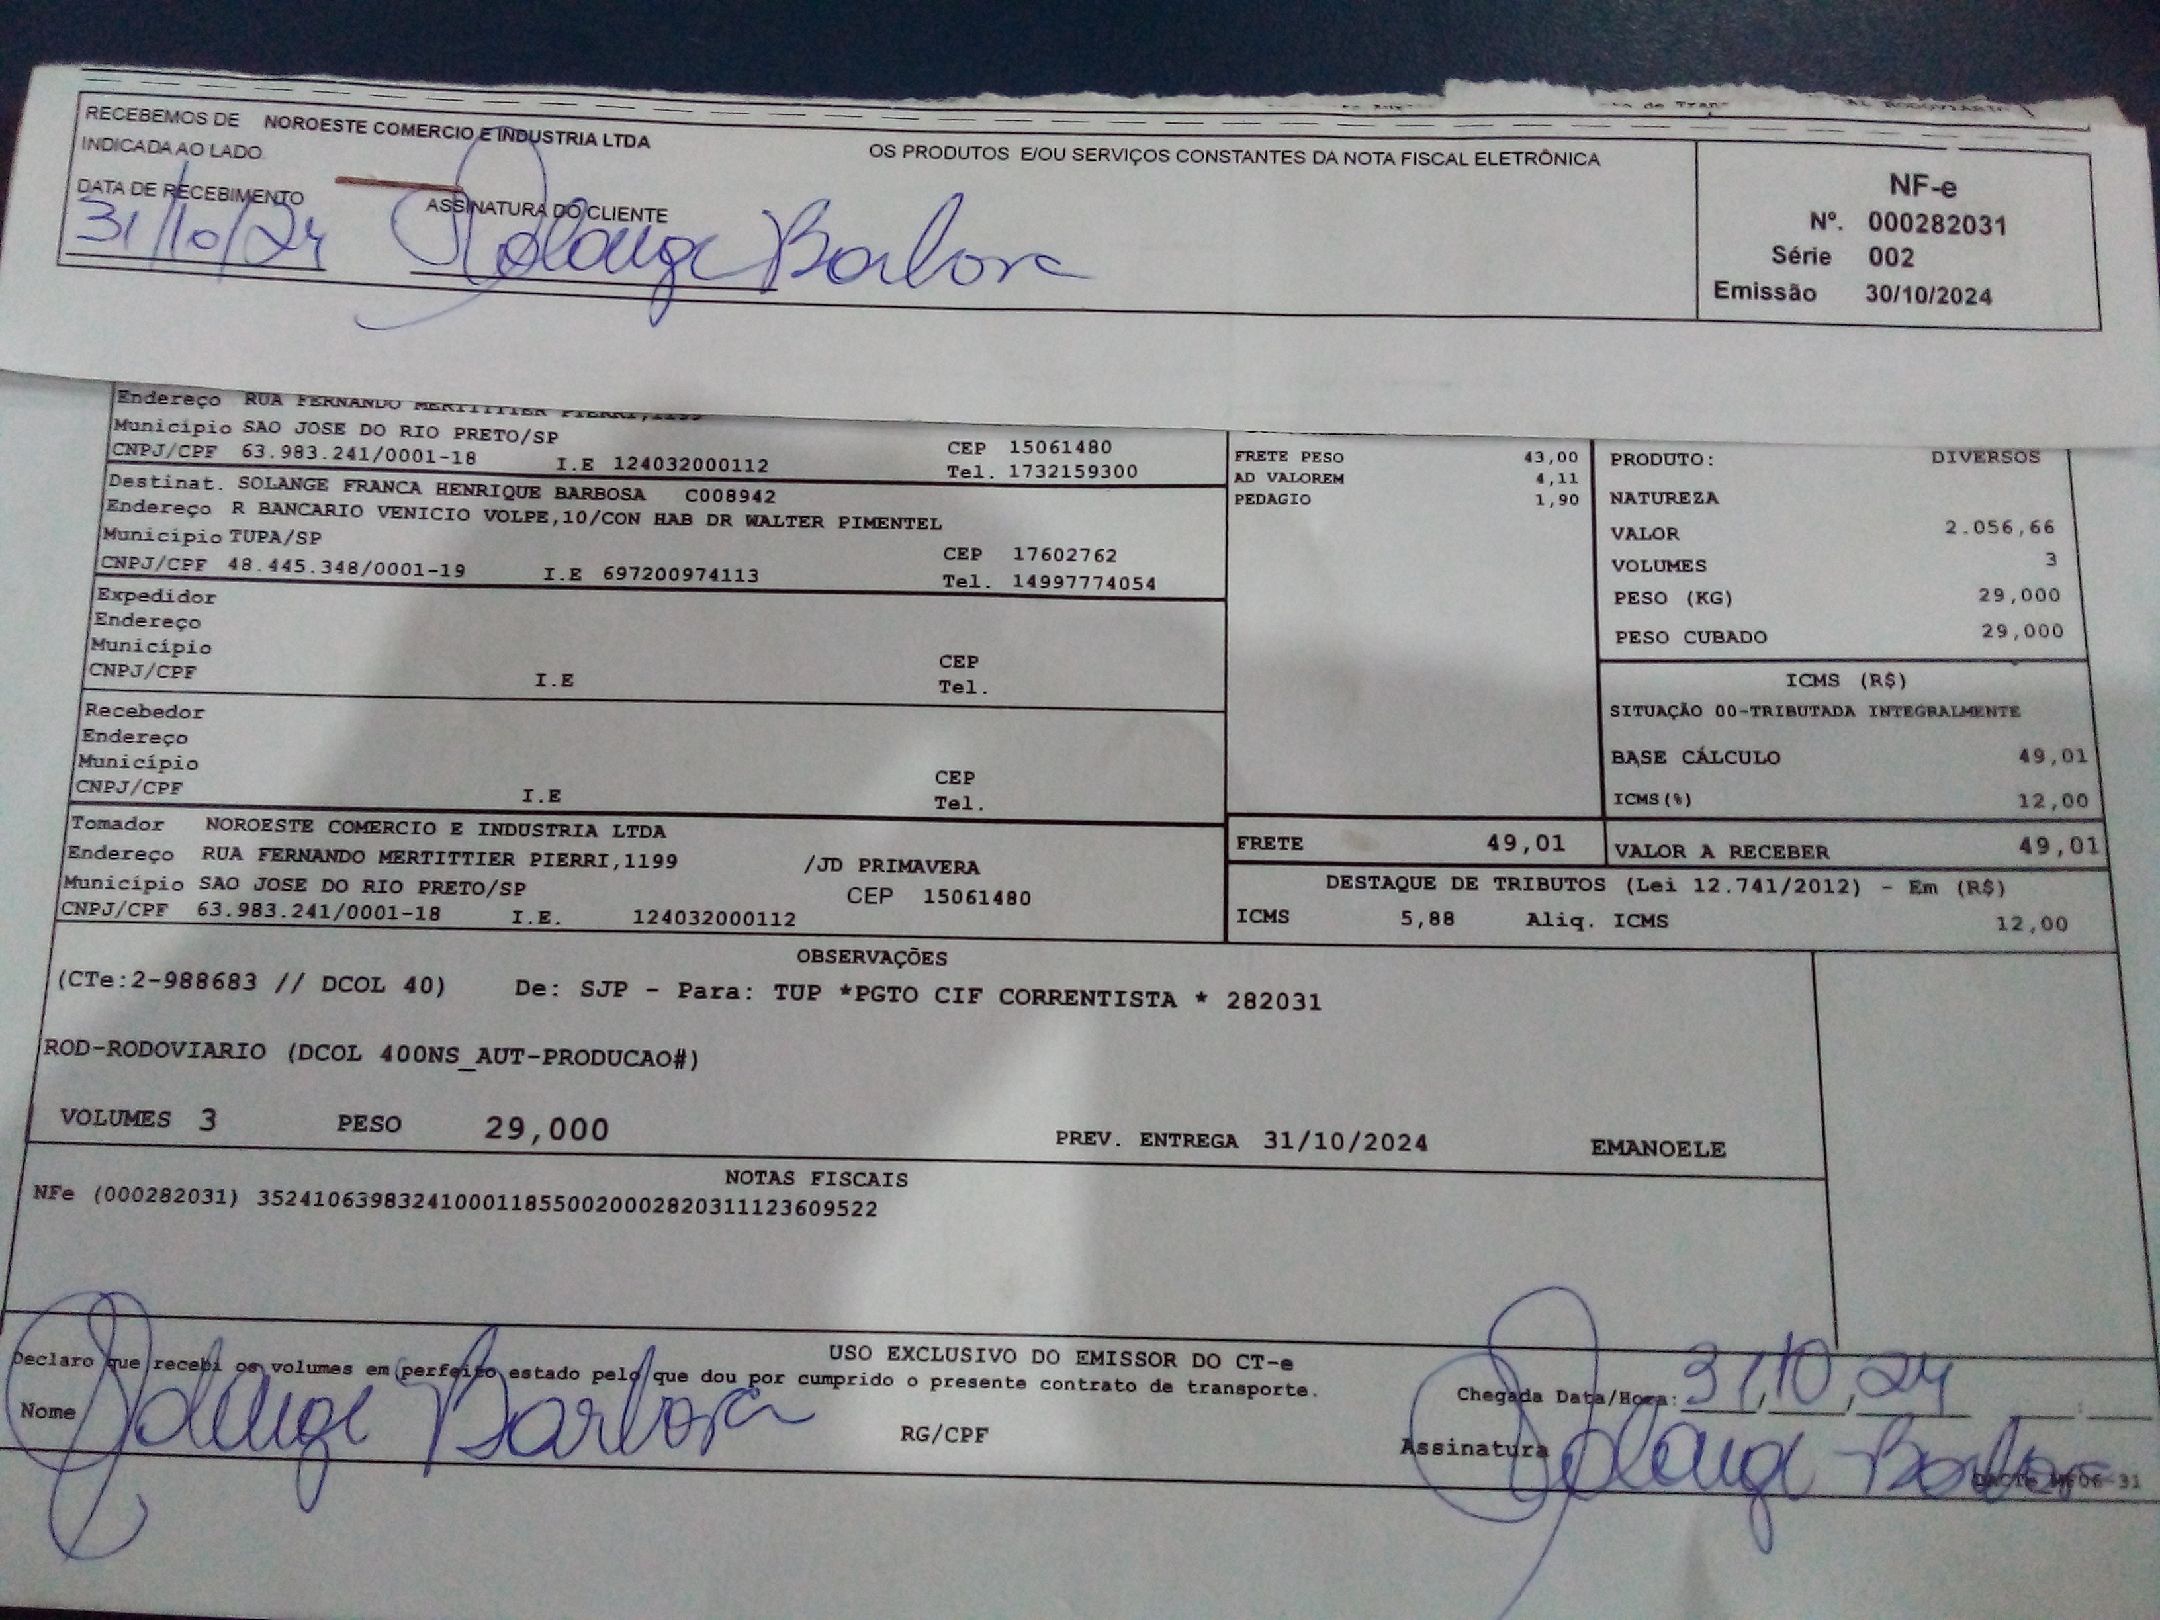 RECEBEMOS DE NOROESTE COMERCIO E INDUSTRIA LTDA OS PRODUTOS E/OU SERVIÇOS CONSTANTES DA NOTA FISCAL ELETRÔNICA
INDICADA AO LADO
DATA DE RECEBIMENTO ASSINATURA DO CLIENTE
31/10/24 Solange Barbosa
NF-e
Nº. 000282031
Série 002
Emissão 30/10/2024
Endereço RUA FERNANDO MERTITTIER PIERRI,1199
Município SAO JOSE DO RIO PRETO/SP CEP 15061480
CNPJ/CPF 63.983.241/0001-18 I.E 124032000112 Tel. 1732159300
Destinat. SOLANGE FRANCA HENRIQUE BARBOSA C008942
Endereço R BANCARIO VENICIO VOLPE,10/CON HAB DR WALTER PIMENTEL
Município TUPA/SP CEP 17602762
CNPJ/CPF 48.445.348/0001-19 I.E 697200974113 Tel. 14997774054
Expedidor
Endereço
Município CEP
CNPJ/CPF I.E Tel.
Recebedor
Endereço
Município CEP
CNPJ/CPF I.E Tel.
Tomador NOROESTE COMERCIO E INDUSTRIA LTDA
Endereço RUA FERNANDO MERTITTIER PIERRI,1199 /JD PRIMAVERA
Município SAO JOSE DO RIO PRETO/SP CEP 15061480
CNPJ/CPF 63.983.241/0001-18 I.E. 124032000112
FRETE PESO 43,00
AD VALOREM 4,11
PEDAGIO 1,90
FRETE 49,01
PRODUTO: DIVERSOS
NATUREZA
VALOR 2.056,66
VOLUMES 3
PESO (KG) 29,000
PESO CUBADO 29,000
ICMS (R$)
SITUAÇÃO 00-TRIBUTADA INTEGRALMENTE
BASE CÁLCULO 49,01
ICMS(%) 12,00
VALOR A RECEBER 49,01
DESTAQUE DE TRIBUTOS (Lei 12.741/2012) - Em (R$)
ICMS 5,88 Aliq. ICMS 12,00
OBSERVAÇÕES
(CTe:2-988683 // DCOL 40) De: SJP - Para: TUP *PGTO CIF CORRENTISTA * 282031
ROD-RODOVIARIO (DCOL 400NS_AUT-PRODUCAO#)
VOLUMES 3 PESO 29,000 PREV. ENTREGA 31/10/2024 EMANOELE
NOTAS FISCAIS
NFe (000282031) 35241063983241000118550020002820311123609522
USO EXCLUSIVO DO EMISSOR DO CT-e
Declaro que recebi os volumes em perfeito estado pelo que dou por cumprido o presente contrato de transporte.
Chegada Data/Hora: 31/10/24
Nome Solange Barbosa RG/CPF
Assinatura Solange Barbosa